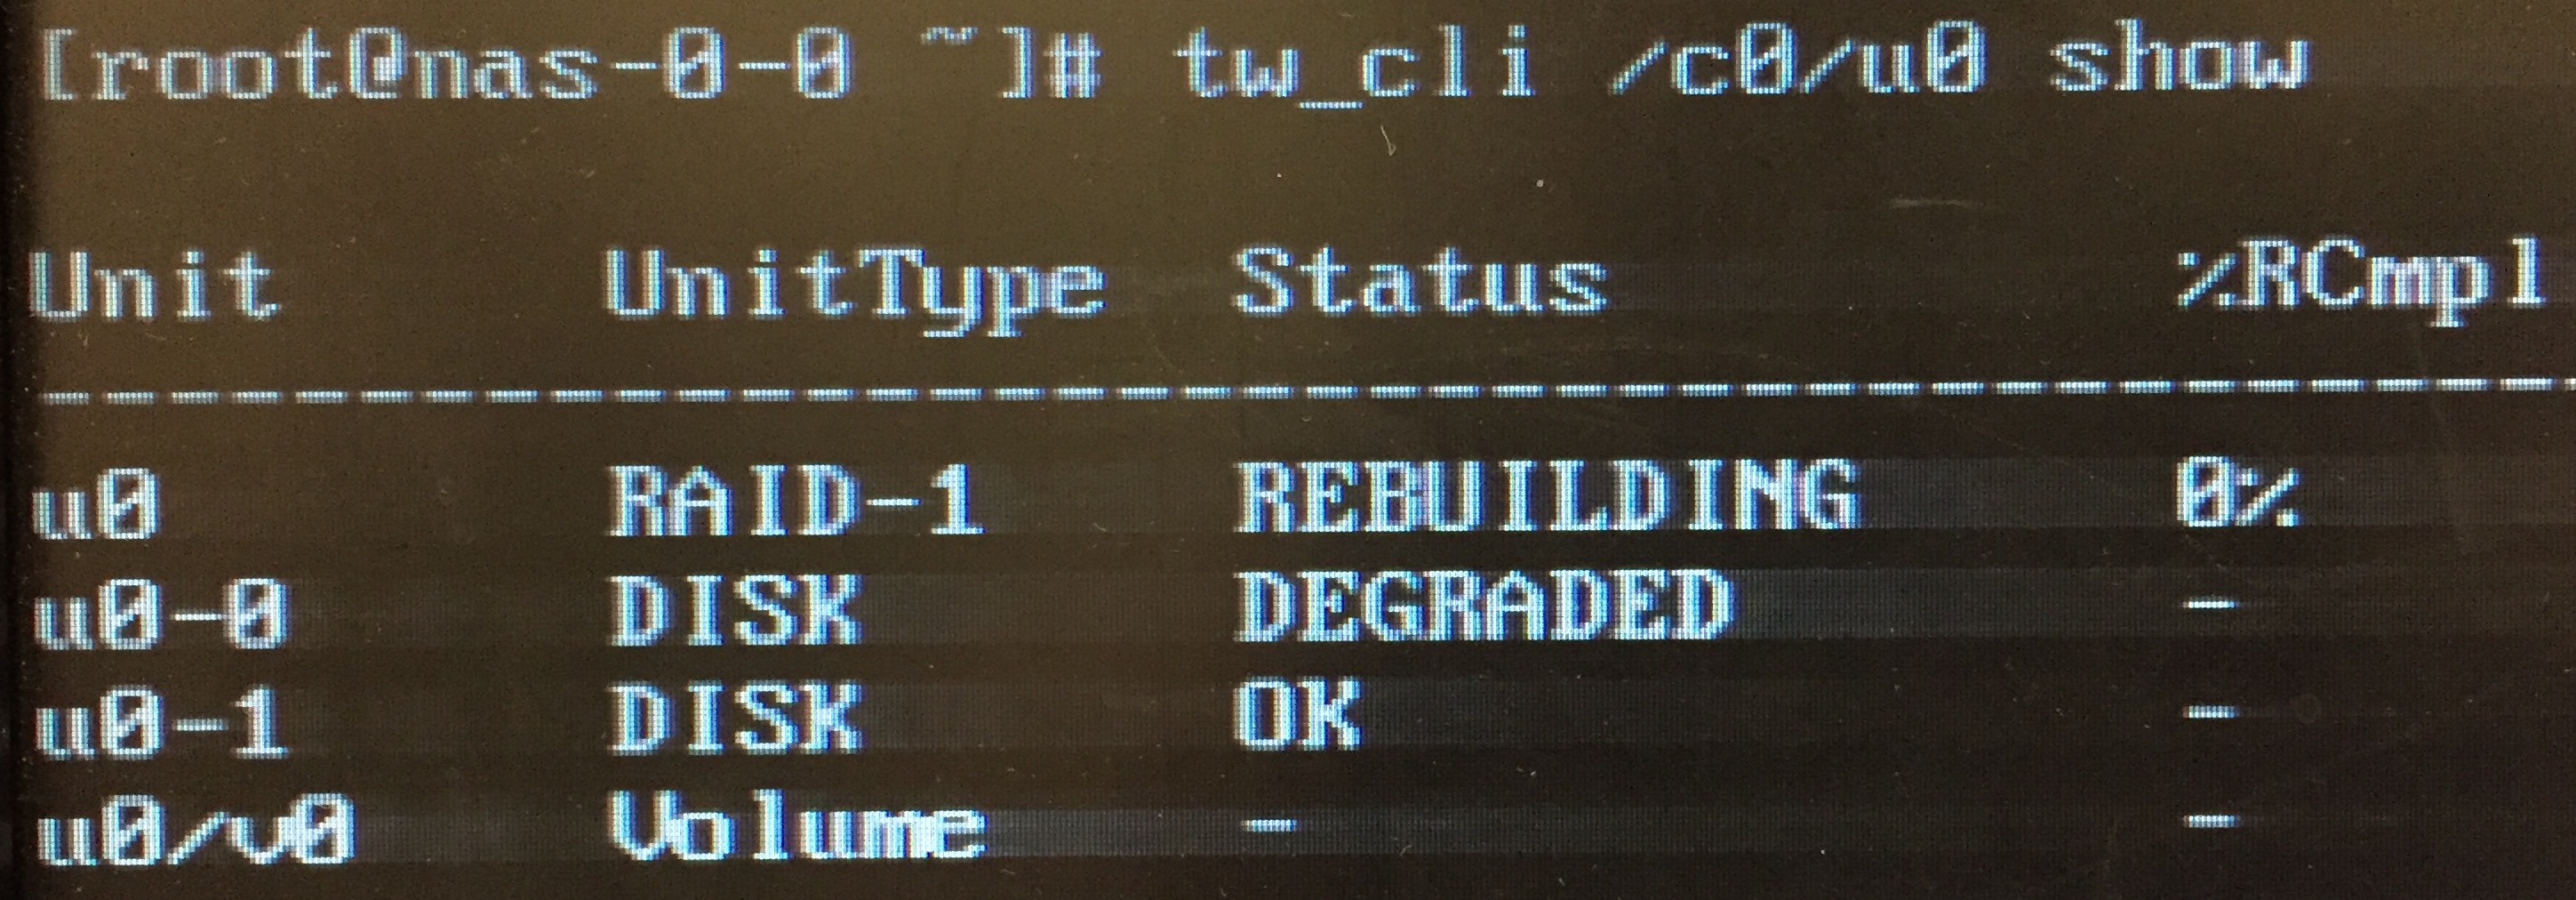 [root@nas-0-0 ~]# tw_cli /c0/u0 show
Unit UnitType Status %RCmpl
----------------------------------------
u0 RAID-1 REBUILDING 0%
u0-0 DISK DEGRADED -
u0-1 DISK OK -
u0/v0 Volume - -